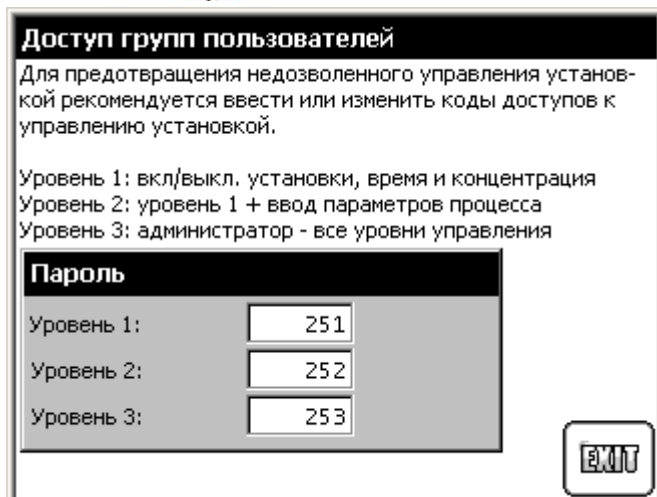 Доступ групп пользователей
Для предотвращения недозволенного управления установ-
кой рекомендуется ввести или изменить коды доступов к
управлению установкой.
Уровень 1: вкл/выкл. установки, время и концентрация
Уровень 2: уровень 1 + ввод параметров процесса
Уровень 3: администратор - все уровни управления
Пароль
Уровень 1: 251
Уровень 2: 252
Уровень 3: 253
EXIT